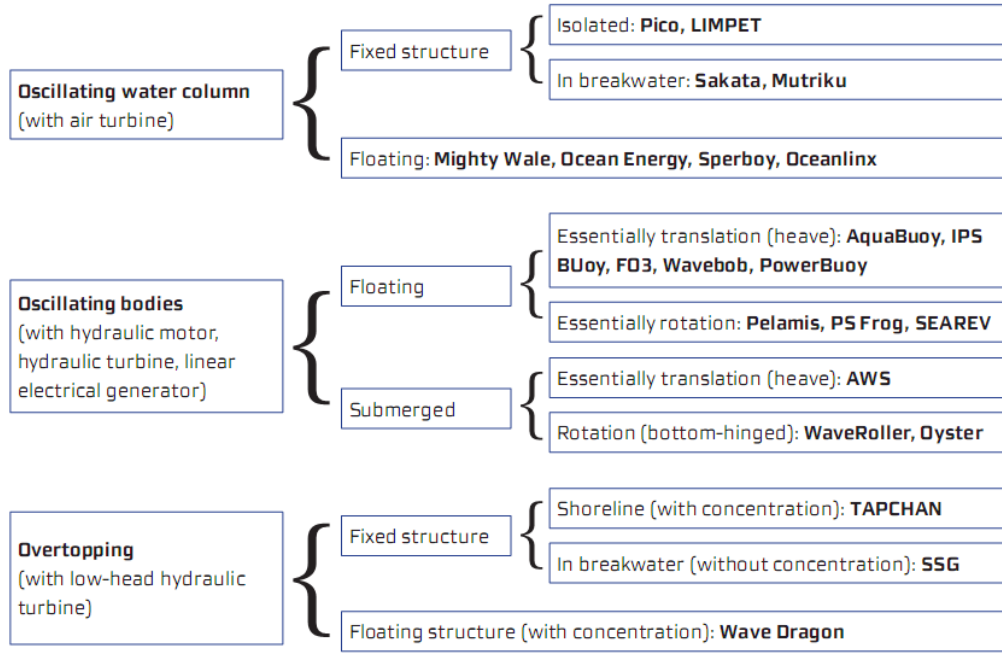 Oscillating water column
(with air turbine)
Fixed structure
Isolated: Pico, LIMPET
In breakwater: Sakata, Mutriku
Floating: Mighty Wale, Ocean Energy, Sperboy, Oceanlinx
Oscillating bodies
(with hydraulic motor,
hydraulic turbine, linear
electrical generator)
Floating
Essentially translation (heave): AquaBuoy, IPS
BUoy, FO3, Wavebob, PowerBuoy
Essentially rotation: Pelamis, PS Frog, SEAREV
Submerged
Essentially translation (heave): AWS
Rotation (bottom-hinged): WaveRoller, Oyster
Overtopping
(with low-head hydraulic
turbine)
Fixed structure
Shoreline (with concentration): TAPCHAN
In breakwater (without concentration): SSG
Floating structure (with concentration): Wave Dragon